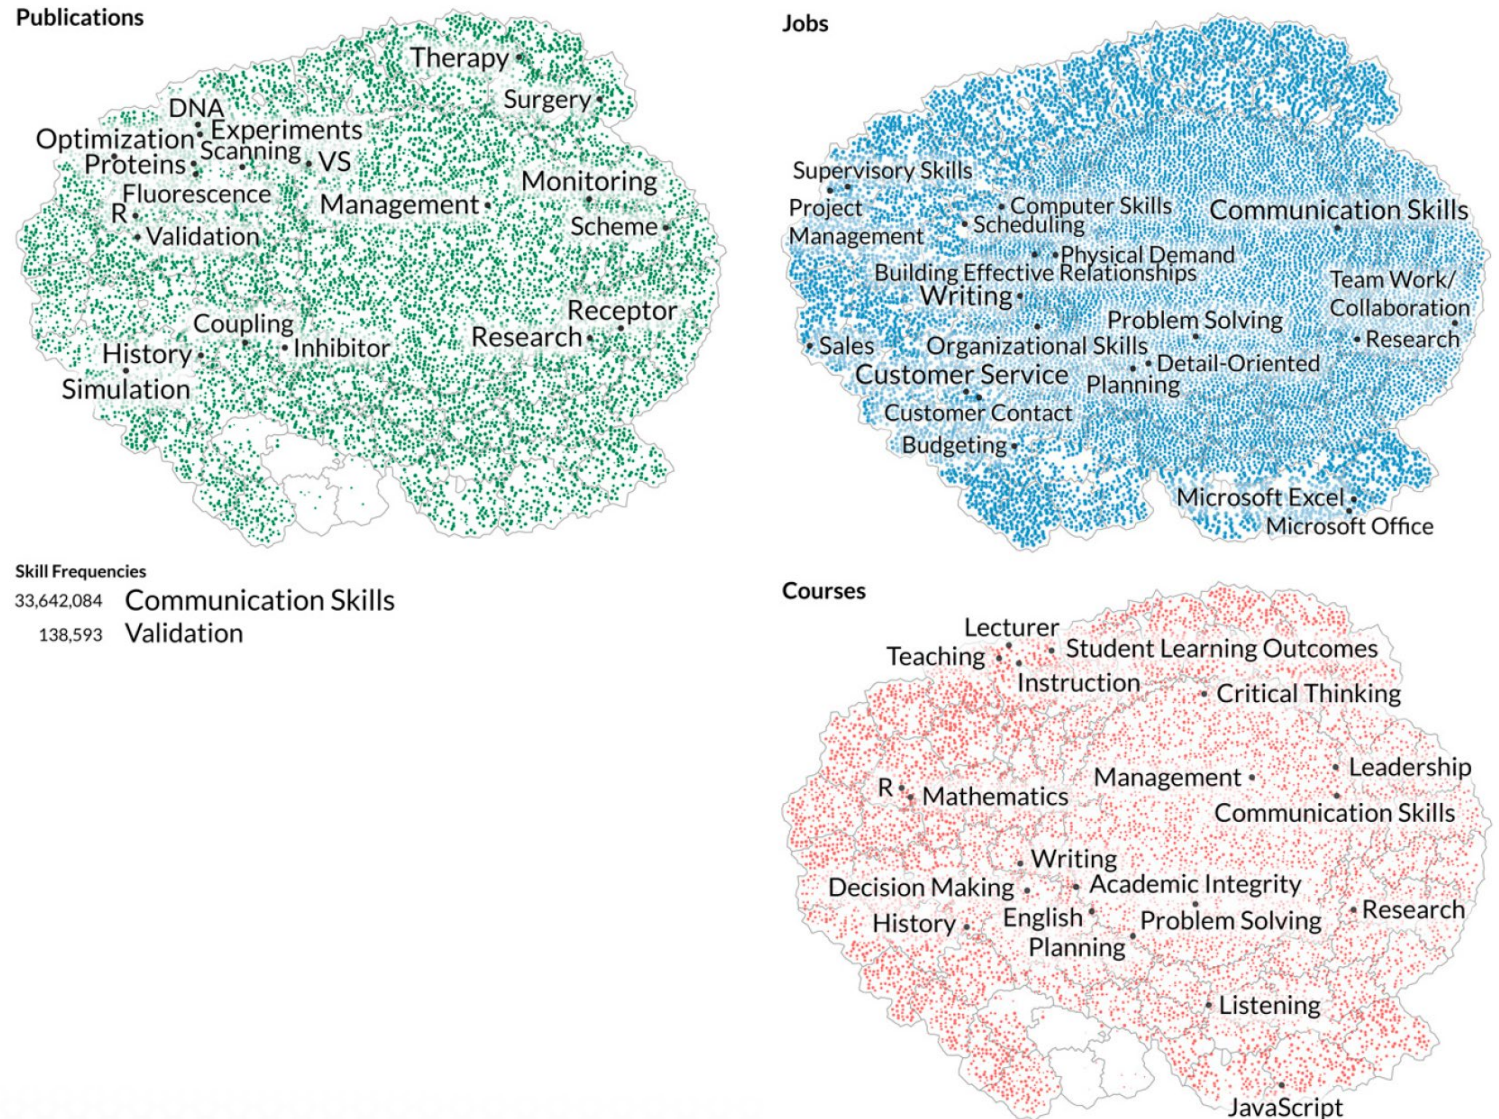 Publications
Therapy
Surgery
DNA
Optimization
Experiments
Proteins
Scanning
VS
Fluorescence
Monitoring
R
Management
Scheme
Validation
Coupling
Receptor
Research
History
Inhibitor
Simulation
Skill Frequencies
33,642,084 Communication Skills
138,593 Validation
Jobs
Supervisory Skills
Project
Management
Computer Skills
Communication Skills
Scheduling
Physical Demand
Building Effective Relationships
Writing
Team Work/
Collaboration
Problem Solving
Sales
Organizational Skills
Research
Detail-Oriented
Customer Service
Planning
Customer Contact
Budgeting
Microsoft Excel
Microsoft Office
Courses
Lecturer
Teaching
Student Learning Outcomes
Instruction
Critical Thinking
Leadership
Management
R
Mathematics
Communication Skills
Writing
Decision Making
Academic Integrity
History
English
Problem Solving
Research
Planning
Listening
JavaScript